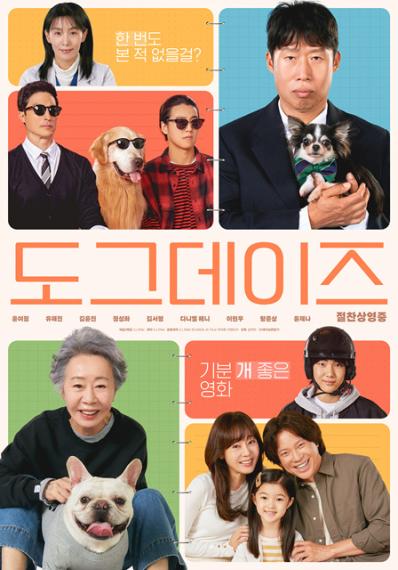 한 번도
본 적 없을걸?
도그데이즈
윤여정 유해진 김윤진 정성화 김서형 다니엘 헤니 이현우 탕준상 윤채나 절찬상영중
기분 개 좋은
영화